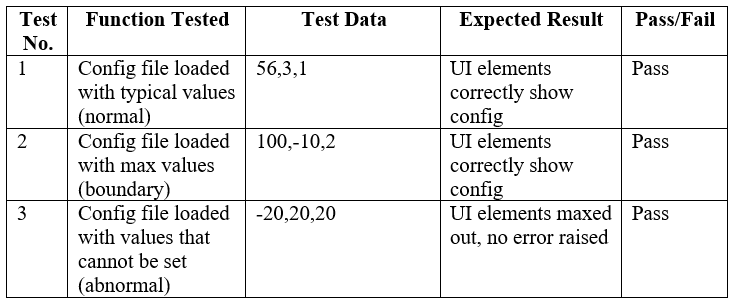 Test No. Function Tested Test Data Expected Result Pass/Fail
1 Config file loaded with typical values (normal) 56,3,1 UI elements correctly show config Pass
2 Config file loaded with max values (boundary) 100,-10,2 UI elements correctly show config Pass
3 Config file loaded with values that cannot be set (abnormal) -20,20,20 UI elements maxed out, no error raised Pass